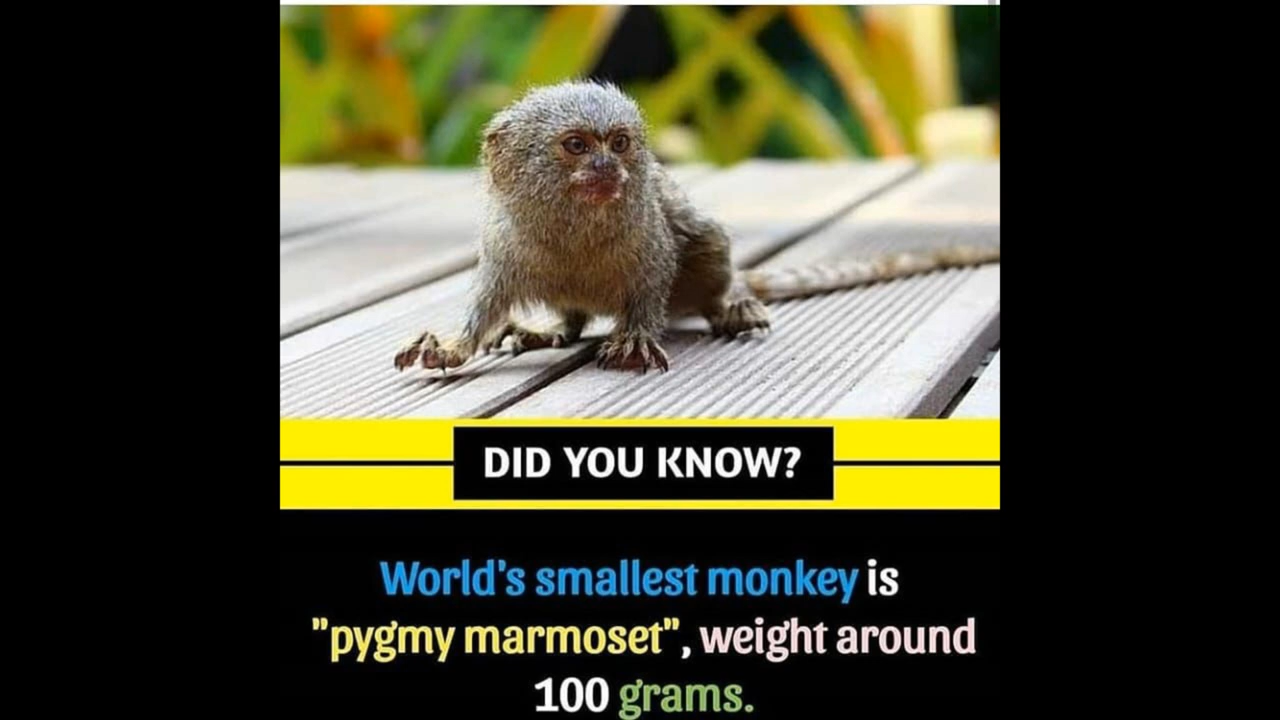 DID YOU KNOW?
World's smallest monkey is
"pygmy marmoset", weight around
100 grams.